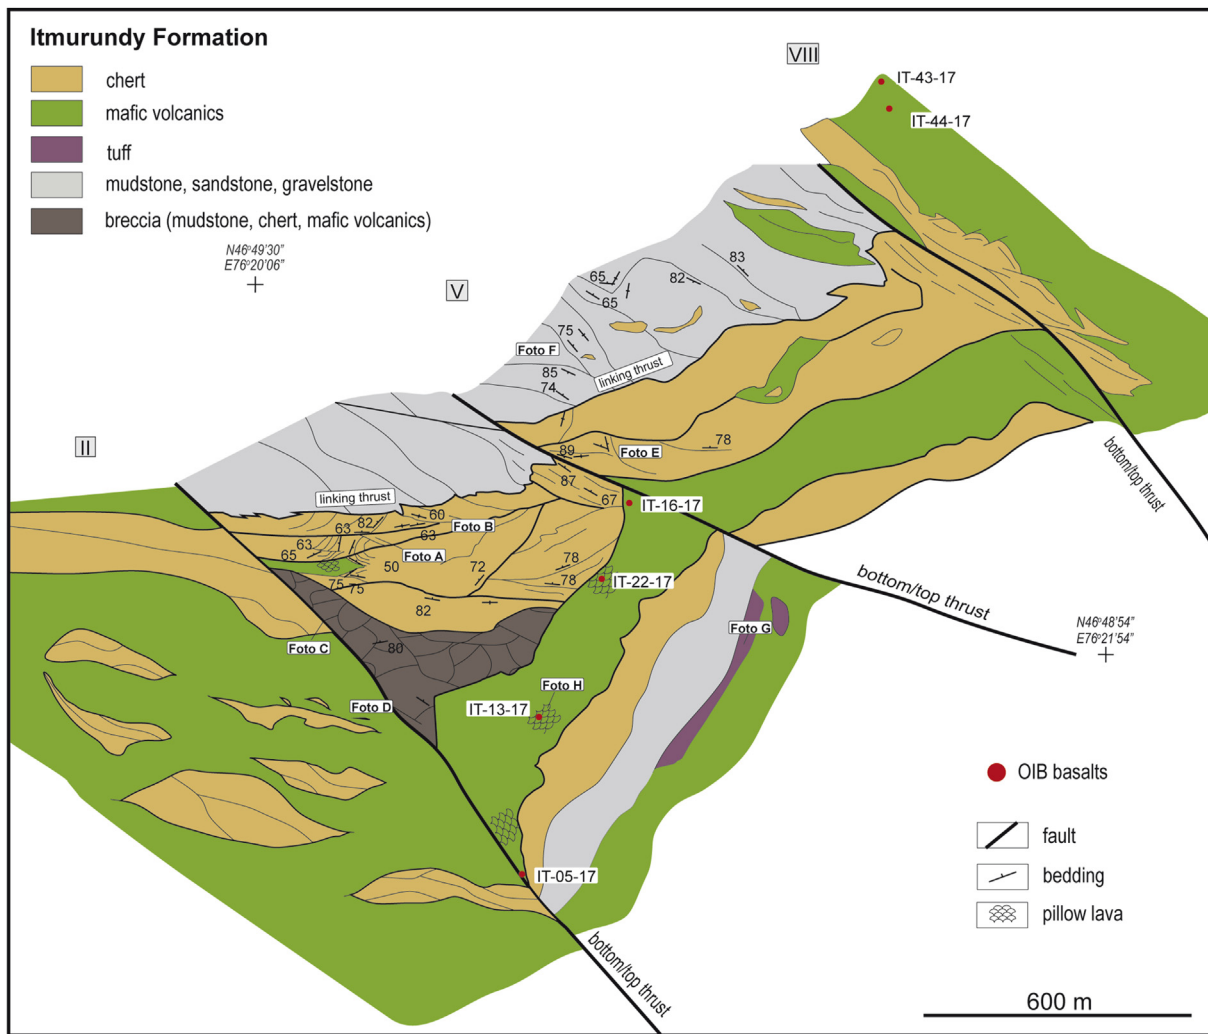 Itmurundy Formation
chert
mafic volcanics
tuff
mudstone, sandstone, gravelstone
breccia (mudstone, chert, mafic volcanics)
N46°49'30"
E76°20'06"
VIII
IT-43-17
IT-44-17
V
83
65
82
65
75
Foto F
85
74
linking thrust
78
Foto E
89
87
67
IT-16-17
II
linking thrust
60
82
Foto B
63
63
63
65
Foto A
50
72
78
78
75
75
82
IT-22-17
bottom/top thrust
bottom/top thrust
N46°48'54"
E76°21'54"
Foto C
80
Foto G
Foto H
Foto D
IT-13-17
IT-05-17
bottom/top thrust
OIB basalts
fault
bedding
pillow lava
600 m